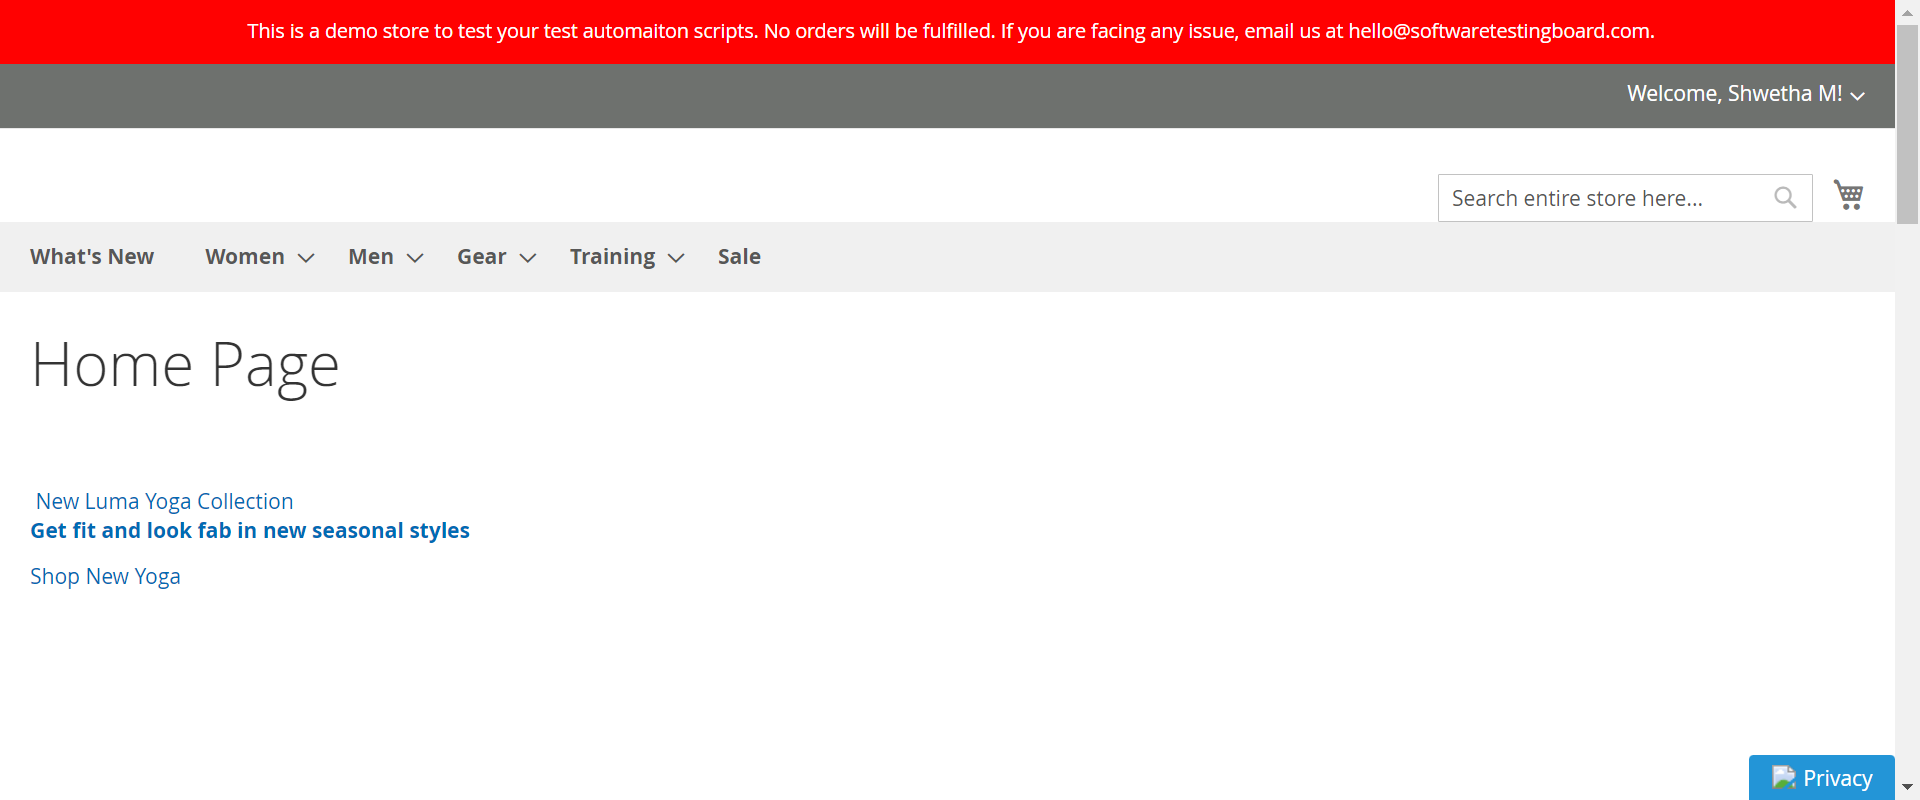 This is a demo store to test your test automaiton scripts. No orders will be fulfilled. If you are facing any issue, email us at hello@softwaretestingboard.com.
Welcome, Shwetha M!
Search entire store here...
What's New Women Men Gear Training Sale
Home Page
New Luma Yoga Collection
Get fit and look fab in new seasonal styles
Shop New Yoga
Privacy